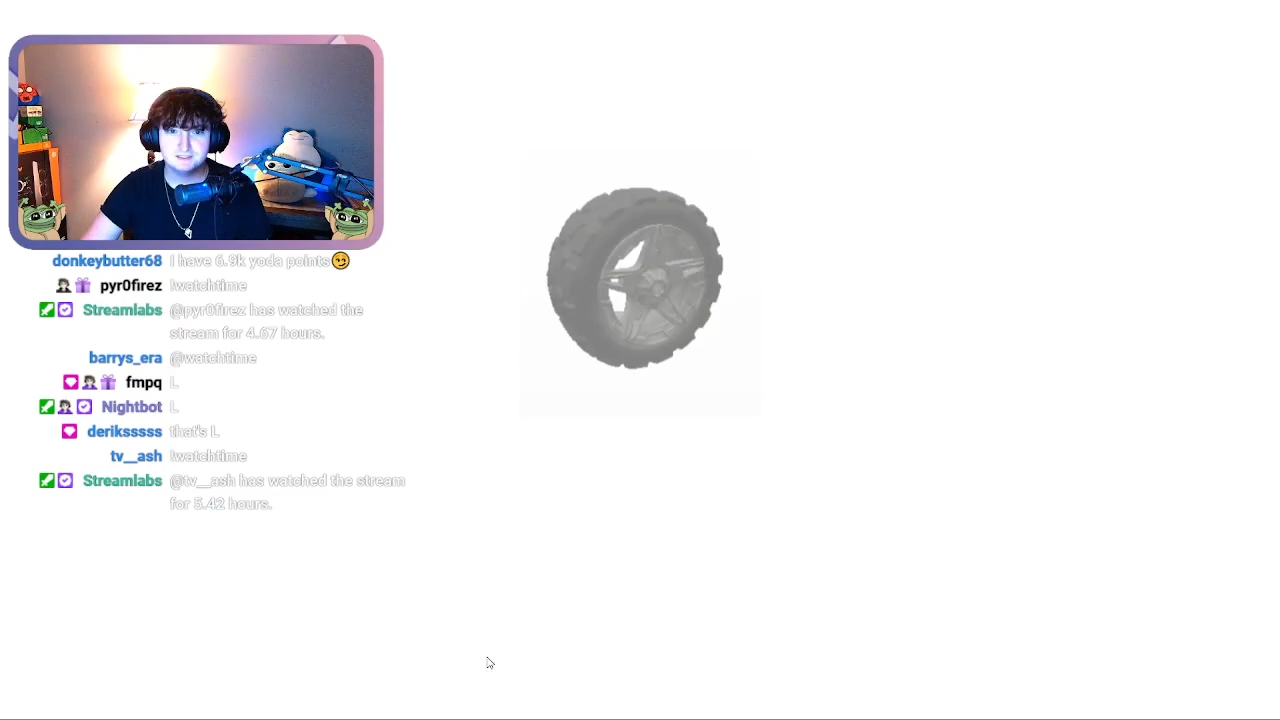 donkeybutter68 I have 6.9k yoda points😏
pyr0firez !watchtime
Streamlabs @pyr0firez has watched the
stream for 4.67 hours.
barrys_era @watchtime
fmpq L
Nightbot L
deriksssss that's L
tv__ash !watchtime
Streamlabs @tv__ash has watched the stream
for 5.42 hours.